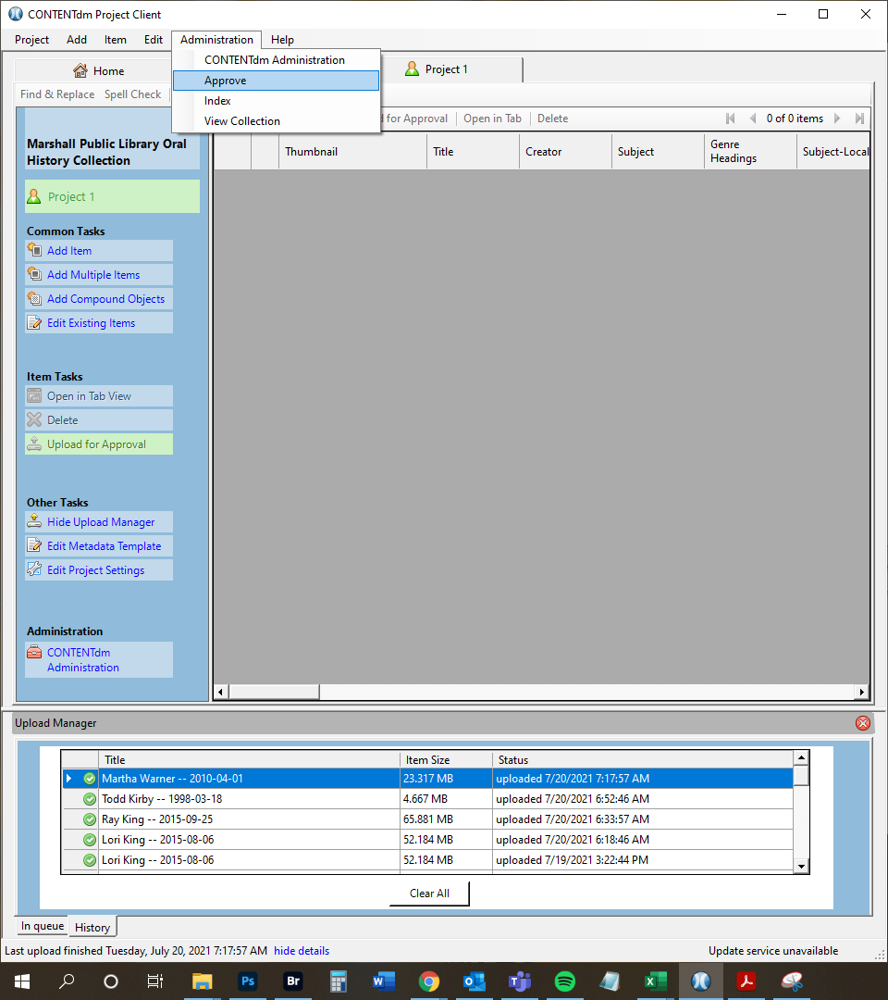 CONTENTdm Project Client
Project Add Item Edit Administration Help
CONTENTdm Administration
Approve
Index
View Collection
Home
Project 1
Find & Replace Spell Check
for Approval Open in Tab Delete
0 of 0 items
Thumbnail Title Creator Subject Genre Headings Subject-Local
Marshall Public Library Oral
History Collection
Project 1
Common Tasks
Add Item
Add Multiple Items
Add Compound Objects
Edit Existing Items
Item Tasks
Open in Tab View
Delete
Upload for Approval
Other Tasks
Hide Upload Manager
Edit Metadata Template
Edit Project Settings
Administration
CONTENTdm
Administration
Upload Manager
Title Item Size Status
Martha Warner -- 2010-04-01 23.317 MB uploaded 7/20/2021 7:17:57 AM
Todd Kirby -- 1998-03-18 4.667 MB uploaded 7/20/2021 6:52:46 AM
Ray King -- 2015-09-25 65.881 MB uploaded 7/20/2021 6:33:57 AM
Lori King -- 2015-08-06 52.184 MB uploaded 7/20/2021 6:18:46 AM
Lori King -- 2015-08-06 52.184 MB uploaded 7/19/2021 3:22:44 PM
Clear All
In queue History
Last upload finished Tuesday, July 20, 2021 7:17:57 AM hide details Update service unavailable
Ps Br